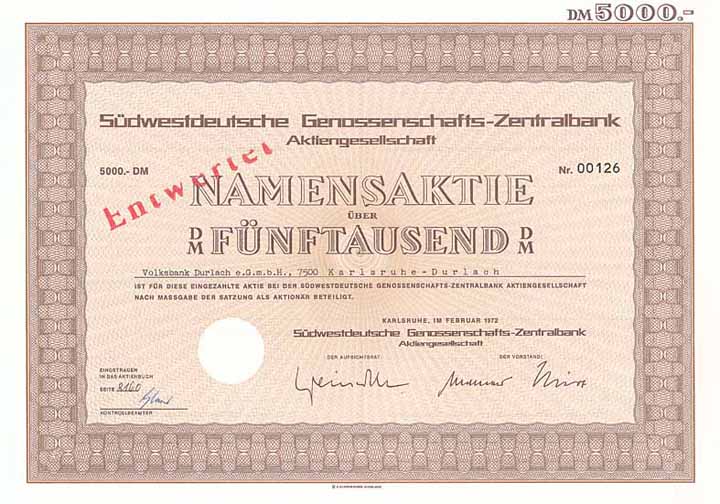 DM 5000.-
Südwestdeutsche Genossenschafts-Zentralbank
Aktiengesellschaft
5000.- DM
Nr. 00126
Entwertet
NAMENSAKTIE
ÜBER
DM FÜNFTAUSEND DM
Volksbank Durlach e.G.m.b.H., 7500 Karlsruhe-Durlach
IST FÜR DIESE EINGEZAHLTE AKTIE BEI DER SÜDWESTDEUTSCHE GENOSSENSCHAFTS-ZENTRALBANK AKTIENGESELLSCHAFT
NACH MASSGABE DER SATZUNG ALS AKTIONÄR BETEILIGT.
KARLSRUHE, IM FEBRUAR 1972
Südwestdeutsche Genossenschafts-Zentralbank
Aktiengesellschaft
DER AUFSICHTSRAT:
DER VORSTAND:
EINGETRAGEN
IN DAS AKTIENBUCH
SEITE 8160
KONTROLLBEAMTER